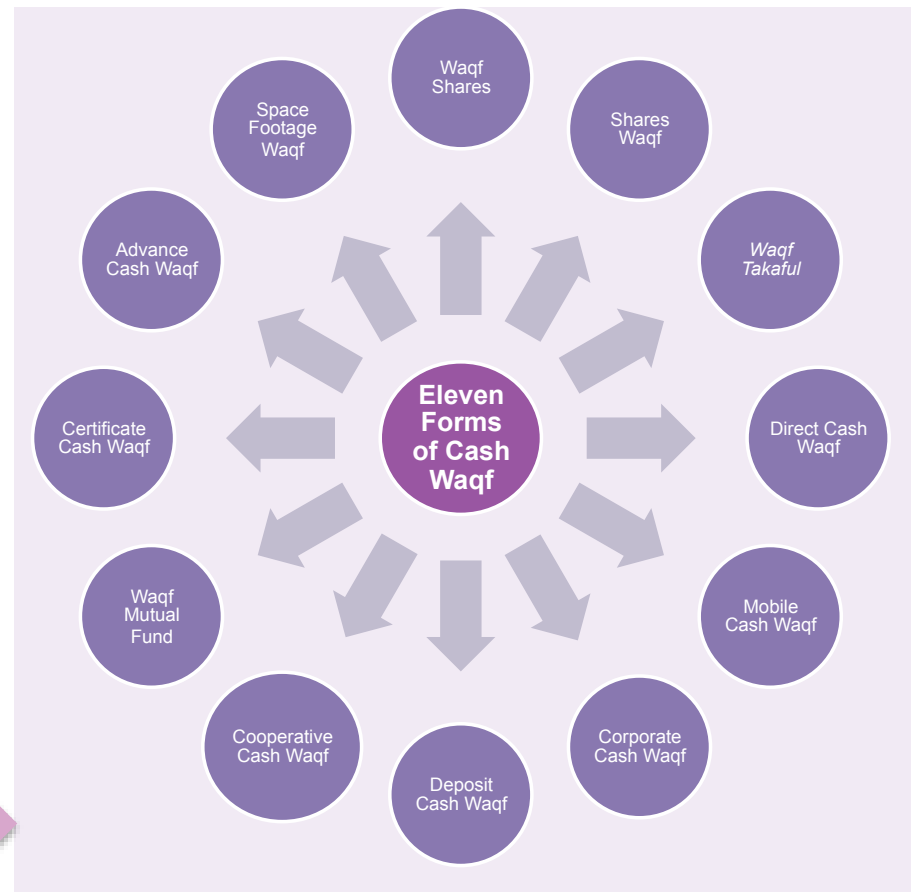 Eleven
Forms
of Cash
Waqf
Waqf
Shares
Shares
Waqf
Waqf
Takaful
Direct Cash
Waqf
Mobile
Cash Waqf
Corporate
Cash Waqf
Deposit
Cash Waqf
Cooperative
Cash Waqf
Waqf
Mutual
Fund
Certificate
Cash Waqf
Advance
Cash Waqf
Space
Footage
Waqf